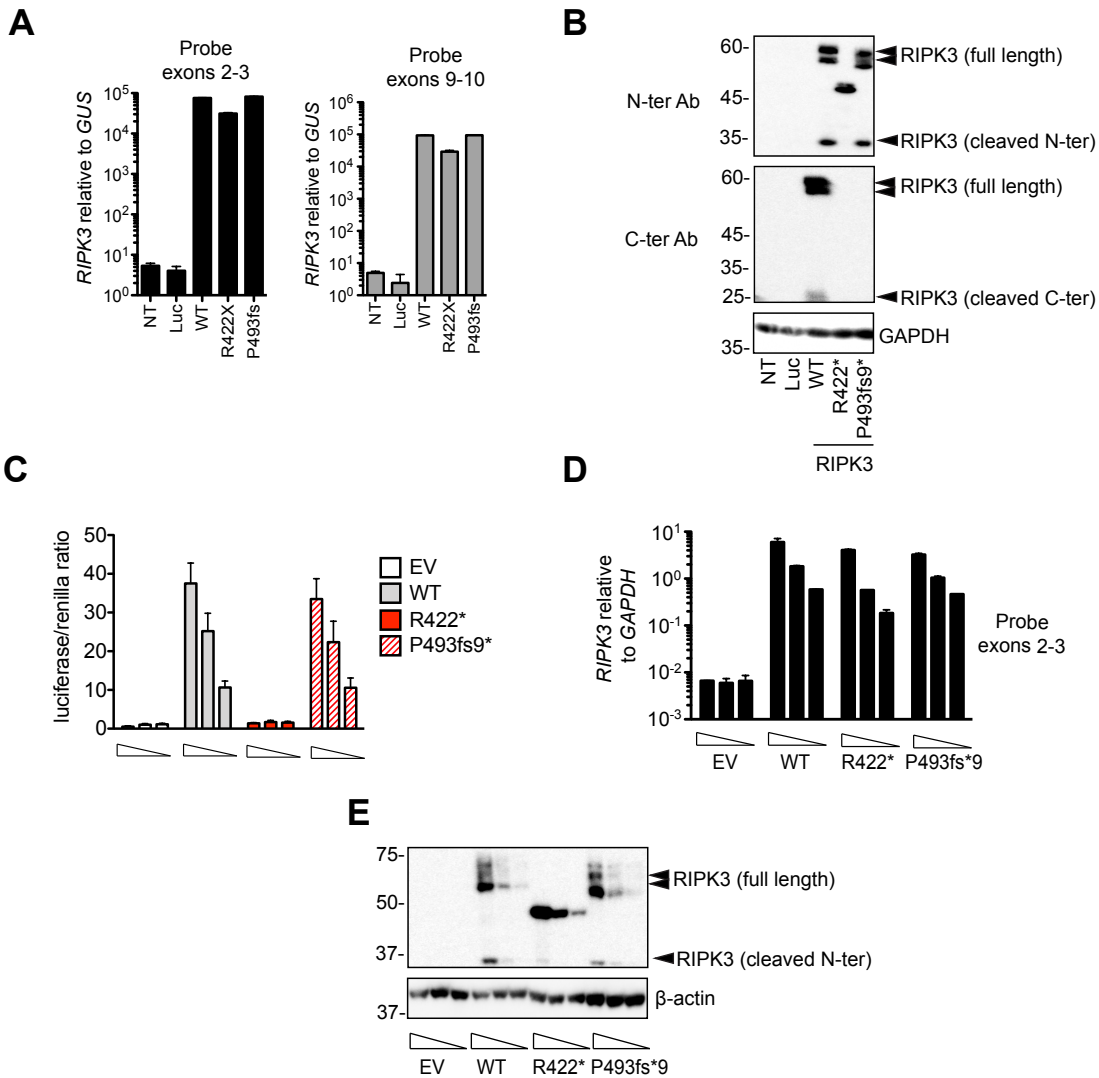 A
Probe
exons 2-3
RIPK3 relative to GUS
10^5
10^4
10^3
10^2
10^1
10^0
NT
Luc
WT
R422X
P493fs
Probe
exons 9-10
RIPK3 relative to GUS
10^6
10^5
10^4
10^3
10^2
10^1
10^0
NT
Luc
WT
R422X
P493fs
B
N-ter Ab
60-
45-
35-
RIPK3 (full length)
RIPK3 (cleaved N-ter)
C-ter Ab
60-
45-
35-
25-
RIPK3 (full length)
RIPK3 (cleaved C-ter)
35-
GAPDH
NT
Luc
WT
R422*
P493fs9*
RIPK3
C
luciferase/renilla ratio
50
40
30
20
10
0
EV
WT
R422*
P493fs9*
D
RIPK3 relative
to GAPDH
10^1
10^0
10^-1
10^-2
10^-3
Probe
exons 2-3
EV
WT
R422*
P493fs*9
E
75-
50-
37-
RIPK3 (full length)
RIPK3 (cleaved N-ter)
37-
β-actin
EV
WT
R422*
P493fs*9